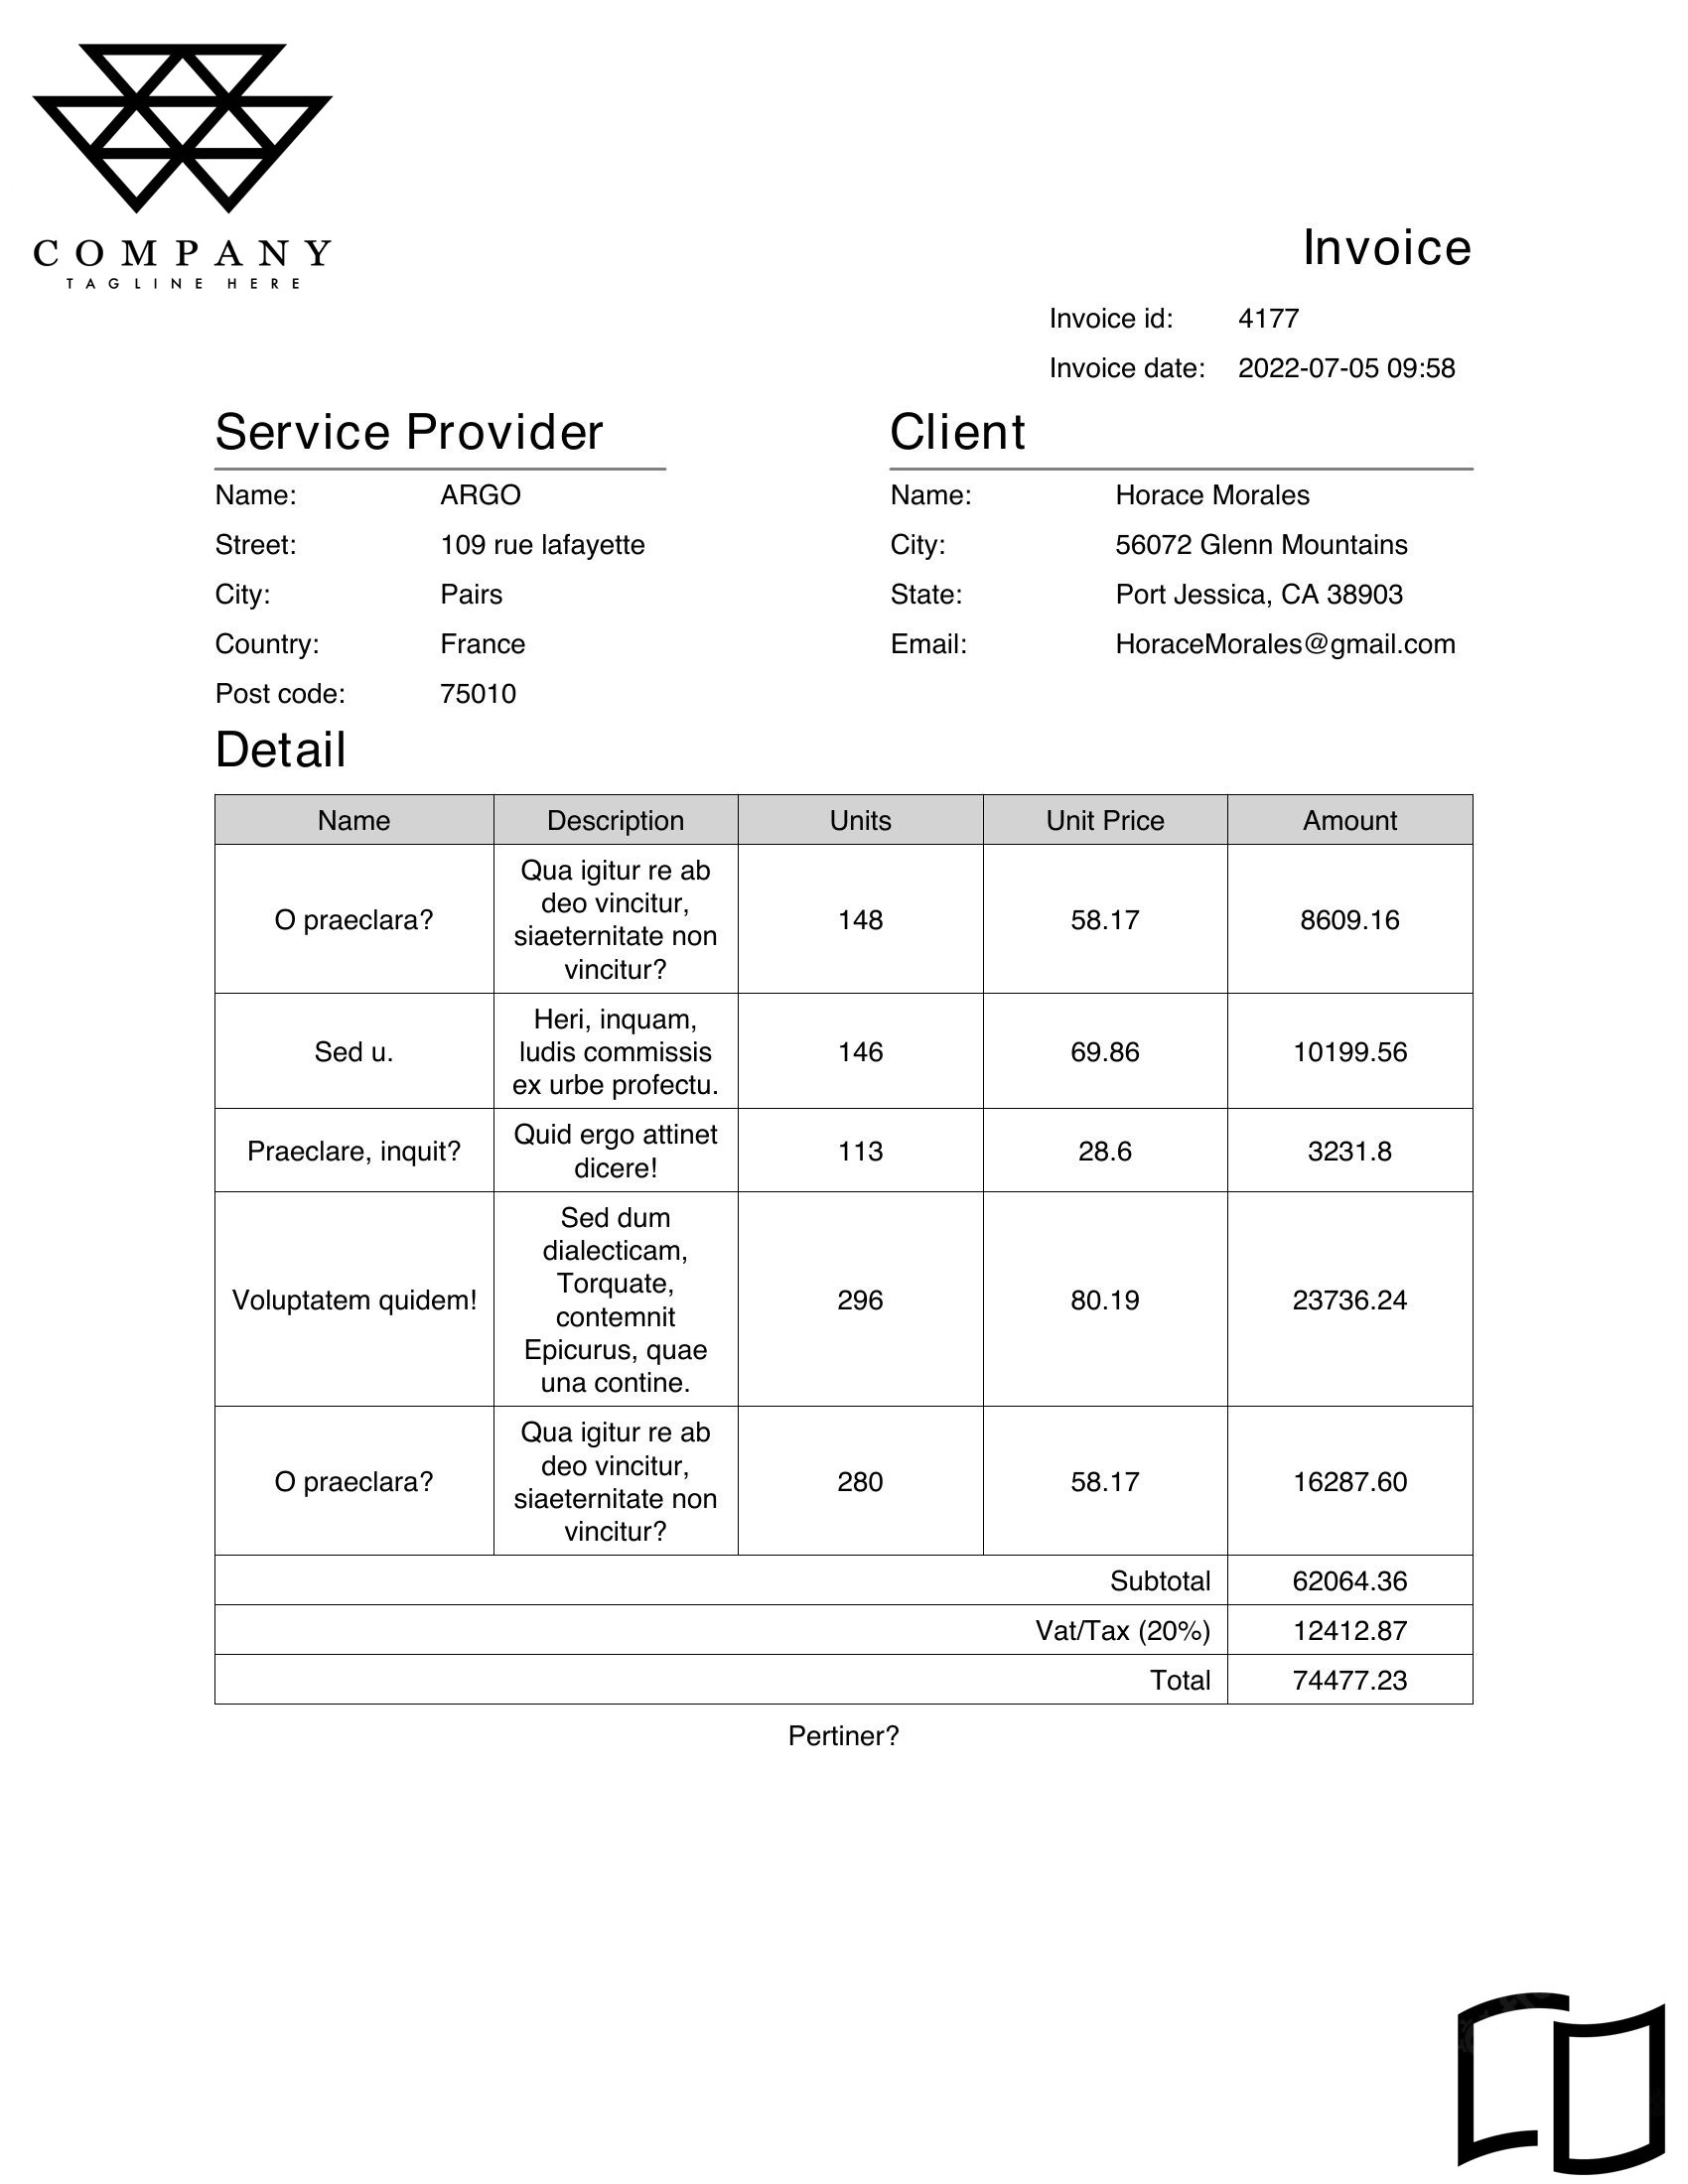 COMPANY
TAGLINE HERE
Invoice
Invoice id: 4177
Invoice date: 2022-07-05 09:58
Service Provider
Name: ARGO
Street: 109 rue lafayette
City: Pairs
Country: France
Post code: 75010
Client
Name: Horace Morales
City: 56072 Glenn Mountains
State: Port Jessica, CA 38903
Email: HoraceMorales@gmail.com
Detail
Name Description Units Unit Price Amount
O praeclara?
Qua igitur re ab
deo vincitur,
siaeternitate non
vincitur?
148 58.17 8609.16
Sed u.
Heri, inquam,
ludis commissis
ex urbe profectu.
146 69.86 10199.56
Praeclare, inquit?
Quid ergo attinet
dicere!
113 28.6 3231.8
Voluptatem quidem!
Sed dum
dialecticam,
Torquate,
contemnit
Epicurus, quae
una contine.
296 80.19 23736.24
O praeclara?
Qua igitur re ab
deo vincitur,
siaeternitate non
vincitur?
280 58.17 16287.60
Subtotal 62064.36
Vat/Tax (20%) 12412.87
Total 74477.23
Pertiner?